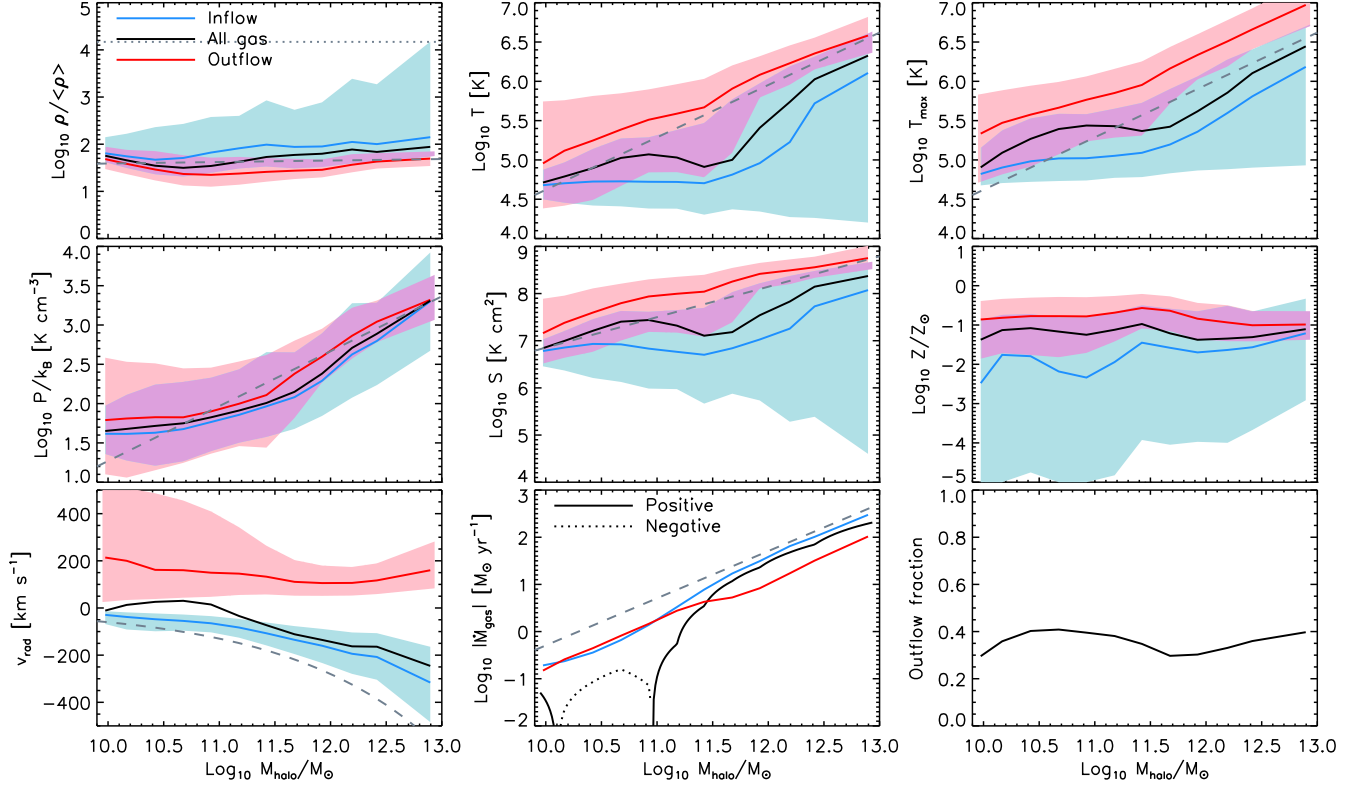 Inflow
All gas
Outflow
Log₁₀ ρ/<ρ>
5
4
3
2
1
0
Log₁₀ T [K]
7.0
6.5
6.0
5.5
5.0
4.5
4.0
Log₁₀ Tmax [K]
7.0
6.5
6.0
5.5
5.0
4.5
4.0
Log₁₀ P/kB [K cm⁻³]
4.0
3.5
3.0
2.5
2.0
1.5
1.0
Log₁₀ S [K cm²]
9
8
7
6
5
4
Log₁₀ Z/Z⊙
1
0
−1
−2
−3
−4
−5
vrad [km s⁻¹]
400
200
0
−200
−400
10.0 10.5 11.0 11.5 12.0 12.5 13.0
Log₁₀ Mhalo/M⊙
Positive
Negative
Log₁₀ |Ṁgas| [M⊙ yr⁻¹]
3
2
1
0
−1
−2
10.0 10.5 11.0 11.5 12.0 12.5 13.0
Log₁₀ Mhalo/M⊙
Outflow fraction
1.0
0.8
0.6
0.4
0.2
0.0
10.0 10.5 11.0 11.5 12.0 12.5 13.0
Log₁₀ Mhalo/M⊙